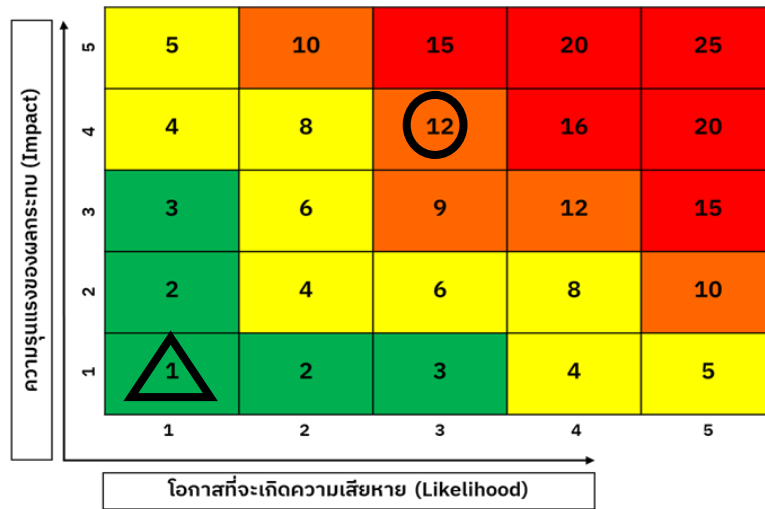 ความรุนแรงของผลกระทบ (Impact)
5 5 10 15 20 25
4 4 8 12 16 20
3 3 6 9 12 15
2 2 4 6 8 10
1 1 2 3 4 5
1 2 3 4 5
โอกาสที่จะเกิดความเสียหาย (Likelihood)